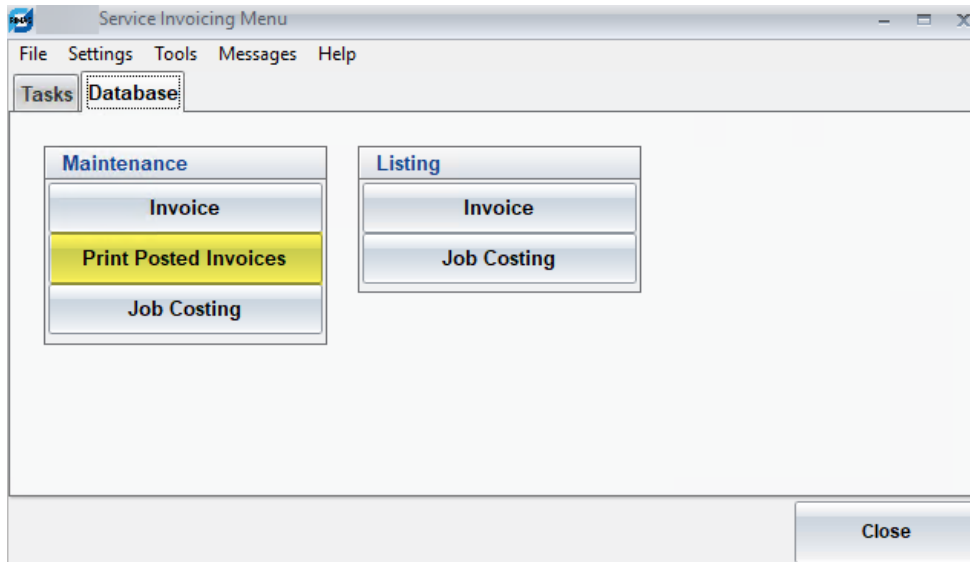 Service Invoicing Menu
File Settings Tools Messages Help
Tasks Database
Maintenance
Invoice
Print Posted Invoices
Job Costing
Listing
Invoice
Job Costing
Close